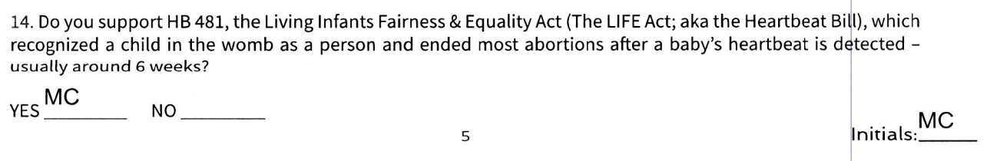 14. Do you support HB 481, the Living Infants Fairness & Equality Act (The LIFE Act; aka the Heartbeat Bill), which
recognized a child in the womb as a person and ended most abortions after a baby's heartbeat is detected –
usually around 6 weeks?
YES MC NO
5
Initials: MC